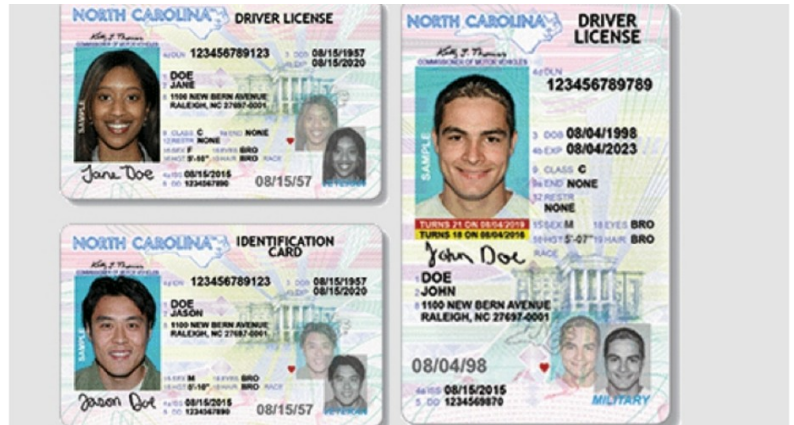 NORTH CAROLINA DRIVER LICENSE
COMMISSIONER OF MOTOR VEHICLES
4d DLN 123456789123 3 DOB 08/15/1957
4b EXP 08/15/2020
1 DOE
2 JANE
8 1100 NEW BERN AVENUE
RALEIGH, NC 27697-0001
SAMPLE
9 CLASS C 9a END NONE
12 RESTR NONE
15 SEX F 18 EYES BRO
16 HGT 5'-10" 19 HAIR BRO RACE
Jane Doe
4a ISS 08/15/2015
5 DD 1234567890
08/15/57
VETERAN
NORTH CAROLINA IDENTIFICATION
CARD
COMMISSIONER OF MOTOR VEHICLES
123456789123 3 DOB 08/15/1957
08/15/2020
1 DOE
2 JASON
8 1100 NEW BERN AVENUE
RALEIGH, NC 27697-0001
SAMPLE
15 SEX M 18 EYES BRO
16 HGT 5'-10" 19 HAIR BRO RACE
Jason Doe
4a ISS 08/15/2015
5 DD 1234567890
08/15/57
VETERAN
NORTH CAROLINA DRIVER
LICENSE
COMMISSIONER OF MOTOR VEHICLES
4d DLN
123456789789
3 DOB 08/04/1998
4b EXP 08/04/2023
9 CLASS C
9a END NONE
12 RESTR
NONE
SAMPLE
TURNS 21 ON 08/04/2019
TURNS 18 ON 08/04/2016
15 SEX M 18 EYES BRO
16 HGT 5'-07" 19 HAIR BRO
RACE
John Doe
1 DOE
2 JOHN
8 1100 NEW BERN AVENUE
RALEIGH, NC 27697-0001
08/04/98
4a ISS 08/15/2015
5 DD 1234569870
MILITARY